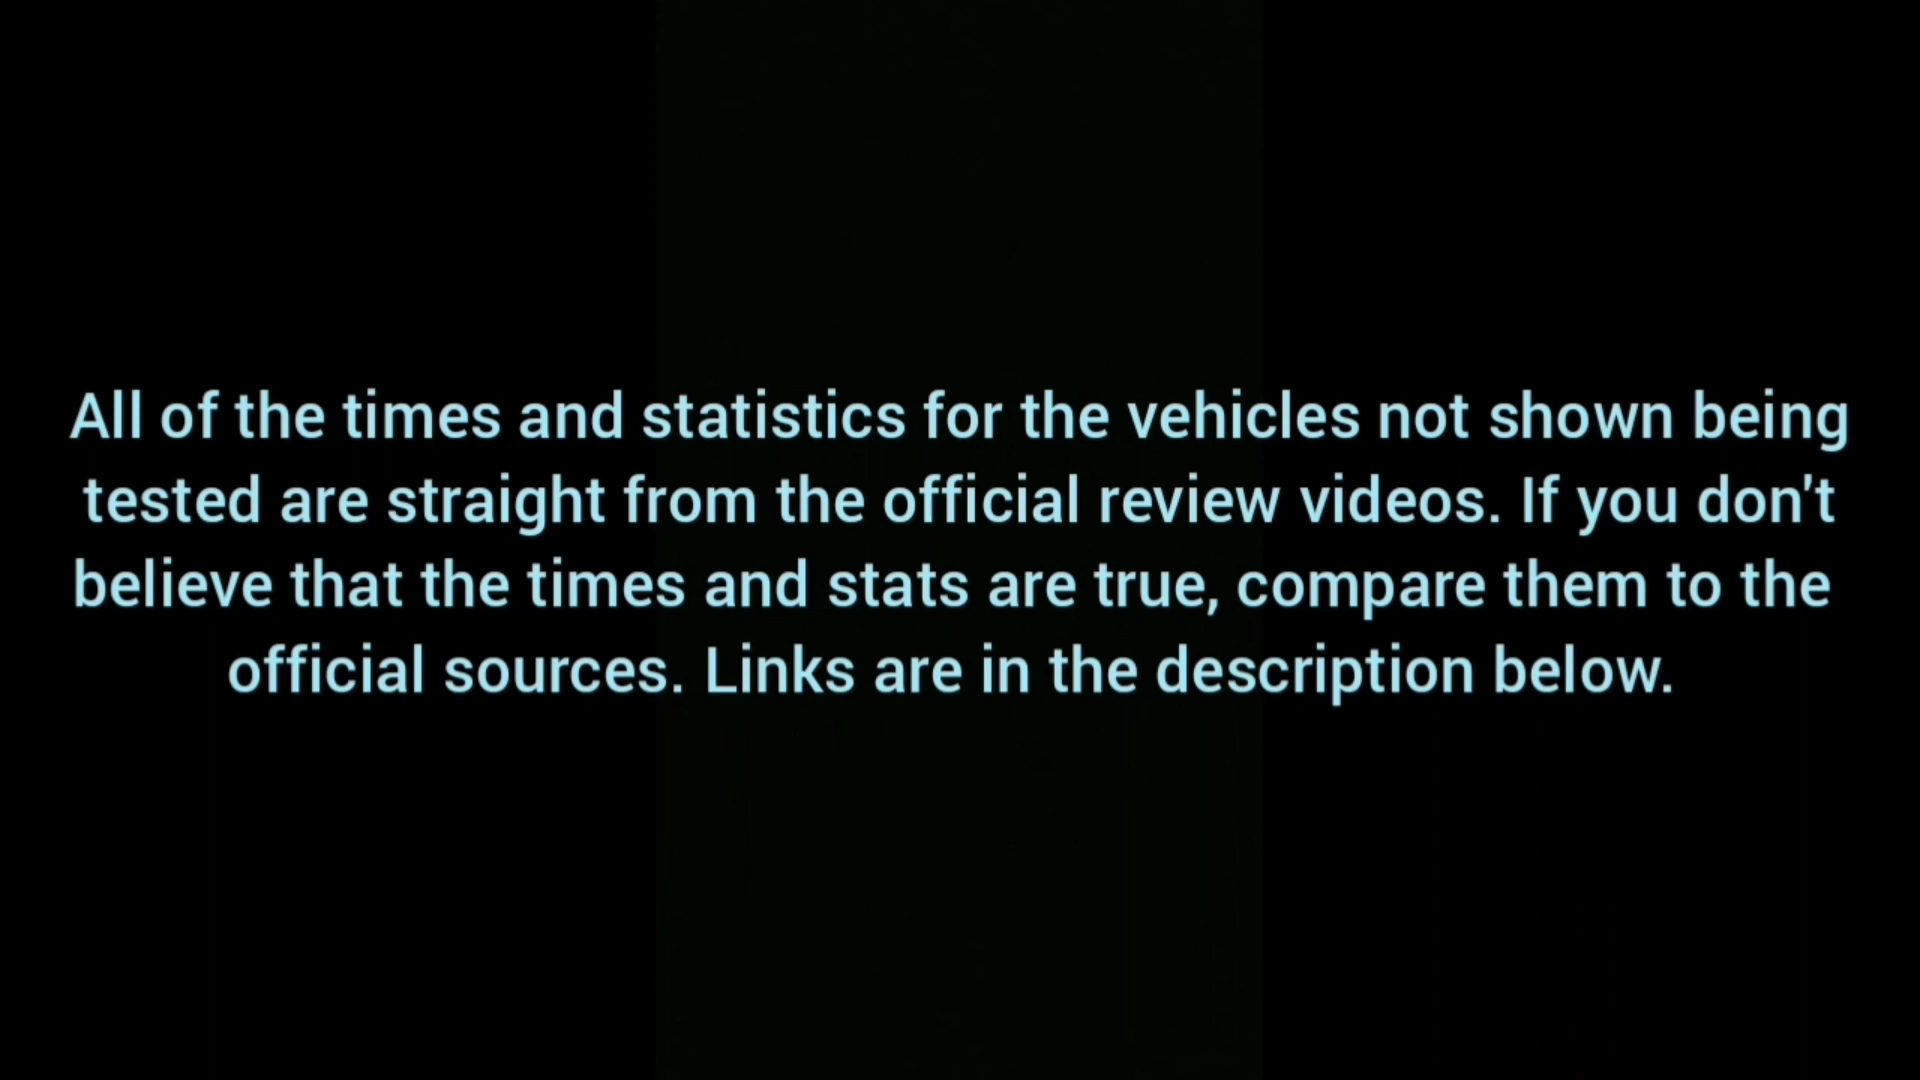 All of the times and statistics for the vehicles not shown being
tested are straight from the official review videos. If you don't
believe that the times and stats are true, compare them to the
official sources. Links are in the description below.